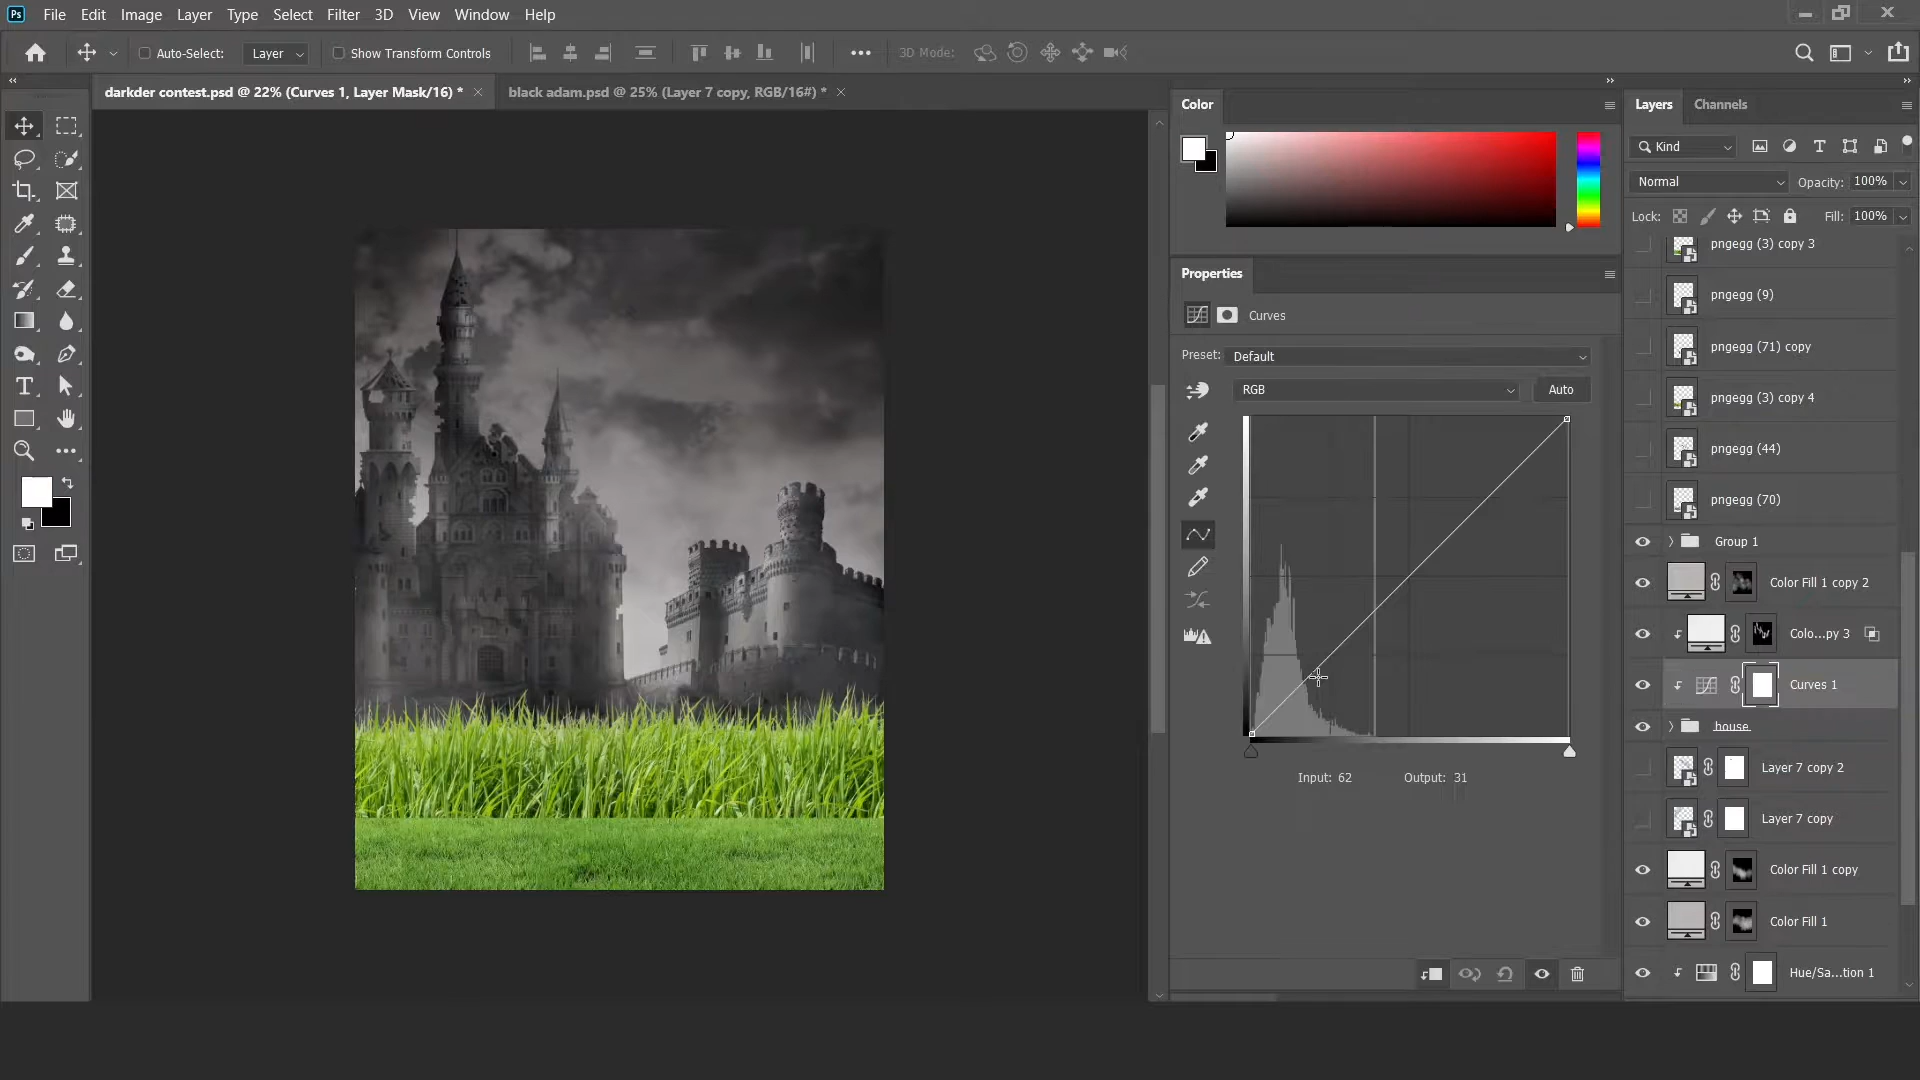 Ps File Edit Image Layer Type Select Filter 3D View Window Help
Auto-Select: Layer Show Transform Controls 3D Mode:
darkder contest.psd @ 22% (Curves 1, Layer Mask/16) * black adam.psd @ 25% (Layer 7 copy, RGB/16#) *
Color
Properties
Curves
Preset: Default
RGB Auto
Input: 62 Output: 31
Layers Channels
Kind
Normal Opacity: 100%
Lock: Fill: 100%
pngegg (3) copy 3
pngegg (9)
pngegg (71) copy
pngegg (3) copy 4
pngegg (44)
pngegg (70)
Group 1
Color Fill 1 copy 2
Colo...py 3
Curves 1
house
Layer 7 copy 2
Layer 7 copy
Color Fill 1 copy
Color Fill 1
Hue/Sa...tion 1